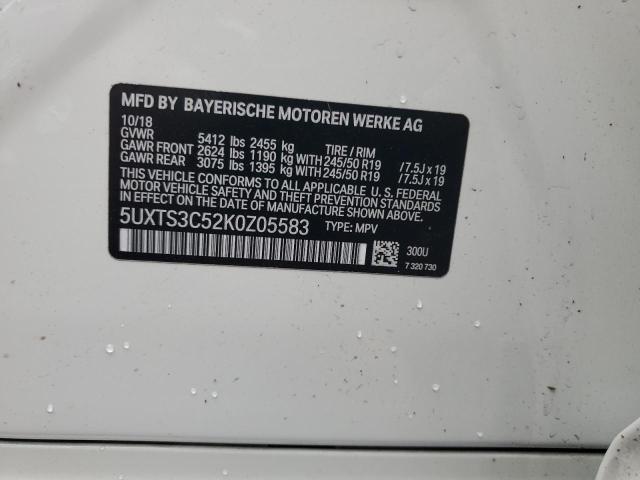 MFD BY BAYERISCHE MOTOREN WERKE AG
10/18
GVWR 5412 lbs 2455 kg TIRE / RIM
GAWR FRONT 2624 lbs 1190 kg WITH 245/50 R19 /7.5J x 19
GAWR REAR 3075 lbs 1395 kg WITH 245/50 R19 /7.5J x 19
THIS VEHICLE CONFORMS TO ALL APPLICABLE U. S. FEDERAL
MOTOR VEHICLE SAFETY AND THEFT PREVENTION STANDARDS
IN EFFECT ON THE DATE OF MANUFACTURE SHOWN ABOVE.
5UXTS3C52K0Z05583 TYPE: MPV
300U
7 320 730